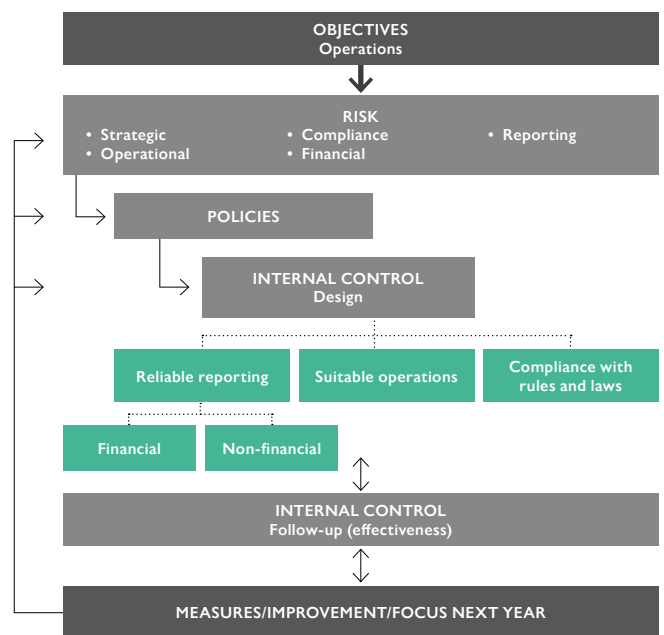 OBJECTIVES
Operations
RISK
• Strategic
• Operational
• Compliance
• Financial
• Reporting
POLICIES
INTERNAL CONTROL
Design
Reliable reporting
Suitable operations
Compliance with
rules and laws
Financial
Non-financial
INTERNAL CONTROL
Follow-up (effectiveness)
MEASURES/IMPROVEMENT/FOCUS NEXT YEAR